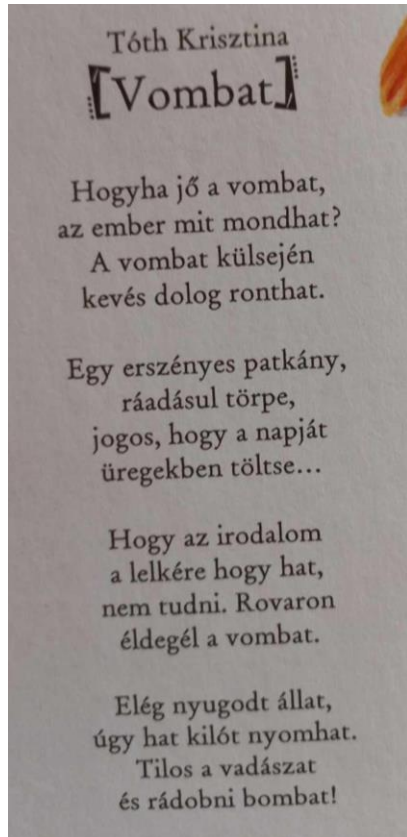 Tóth Krisztina
[Vombat]
Hogyha jő a vombat,
az ember mit mondhat?
A vombat külsején
kevés dolog ronthat.
Egy erszényes patkány,
ráadásul törpe,
jogos, hogy a napját
üregekben töltse...
Hogy az irodalom
a lelkére hogy hat,
nem tudni. Rovaron
éldegél a vombat.
Elég nyugodt állat,
úgy hat kilót nyomhat.
Tilos a vadászat
és rádobni bombat!